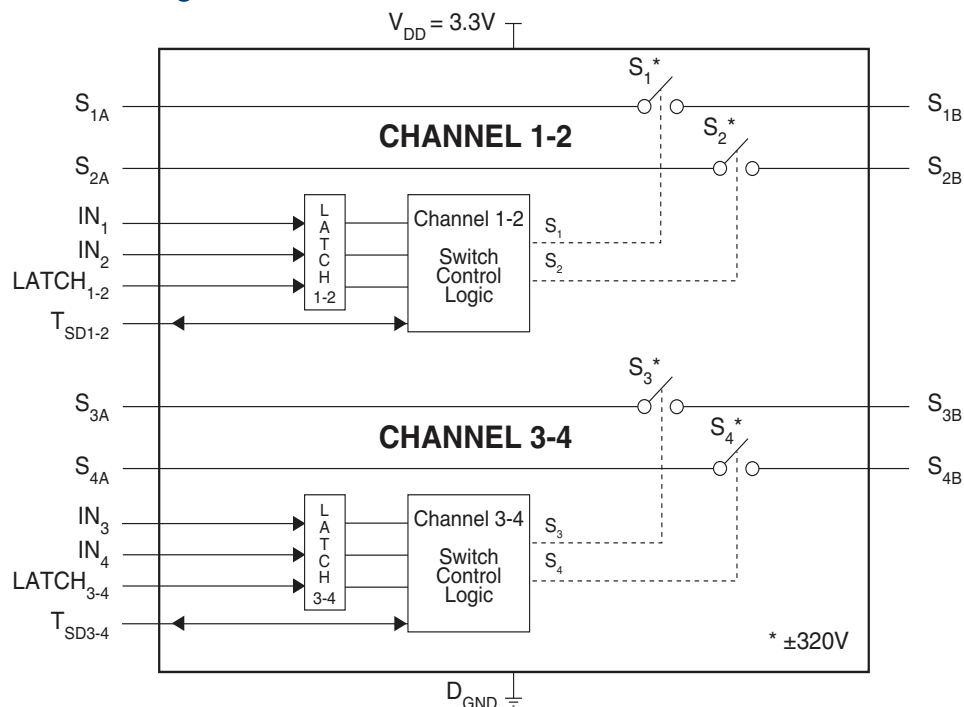 V_DD = 3.3V
S_1*
S_1A
S_1B
CHANNEL 1-2
S_2*
S_2A
S_2B
IN_1
IN_2
LATCH_1-2
T_SD1-2
LATCH
1-2
Channel 1-2
Switch
Control
Logic
S_1
S_2
S_3*
S_3A
S_3B
CHANNEL 3-4
S_4*
S_4A
S_4B
IN_3
IN_4
LATCH_3-4
T_SD3-4
LATCH
3-4
Channel 3-4
Switch
Control
Logic
S_3
S_4
* ±320V
D_GND